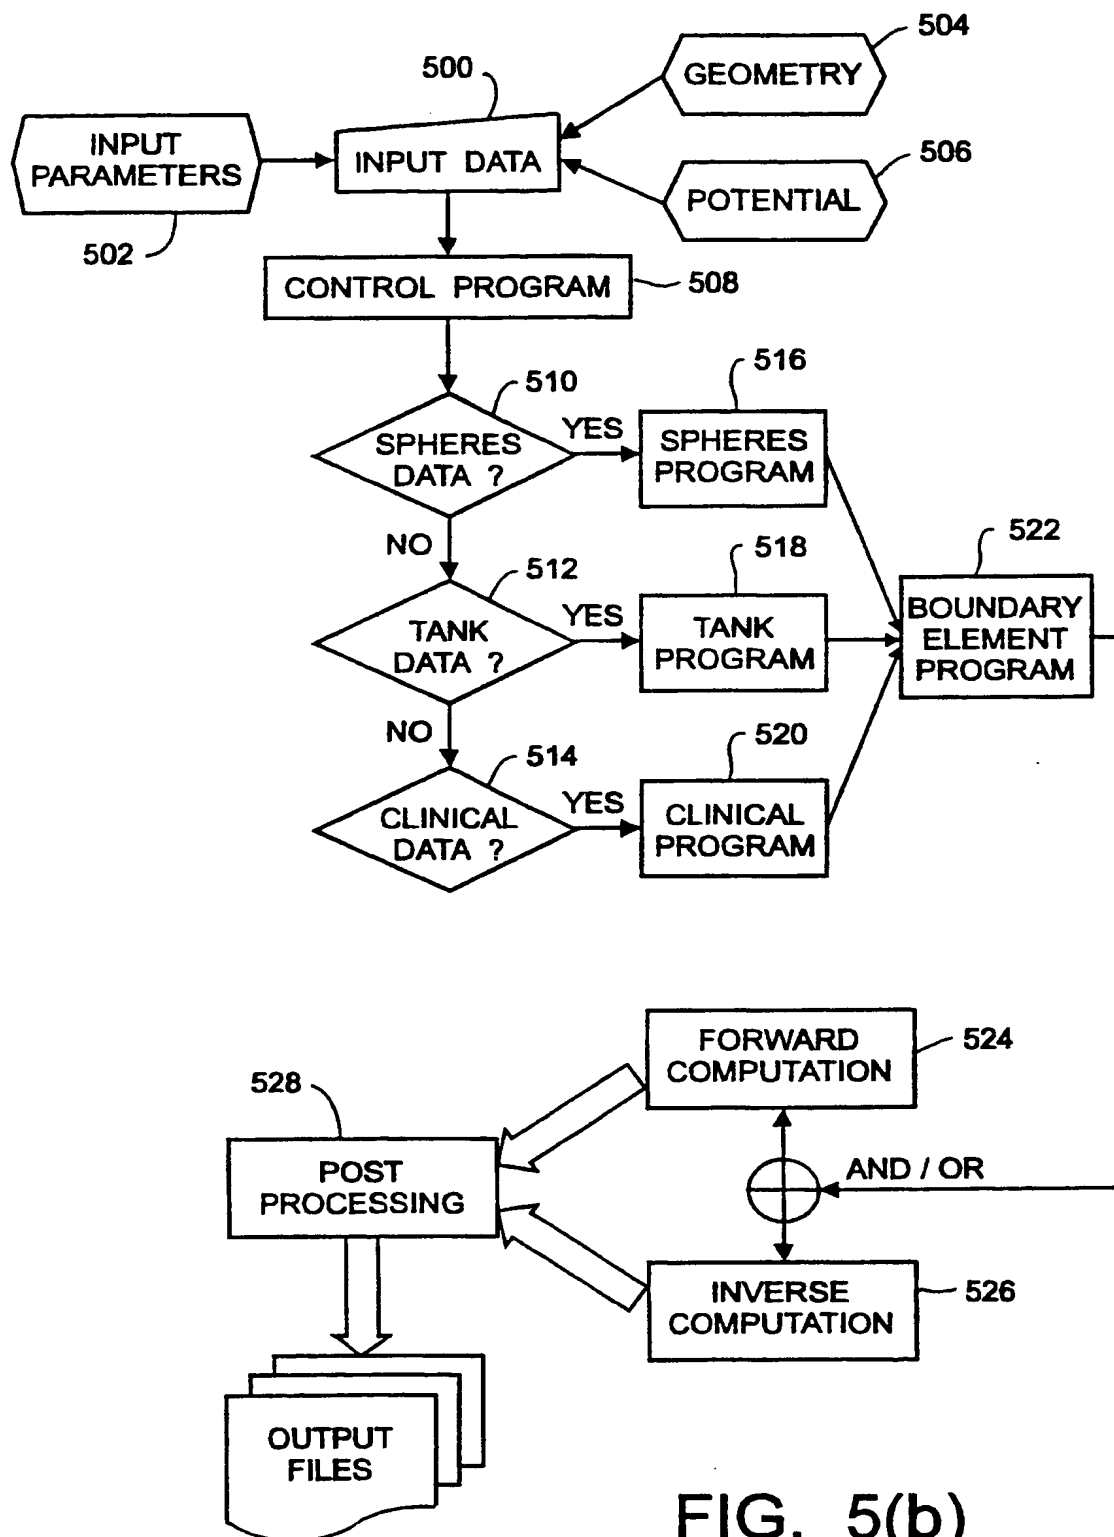 504
GEOMETRY
500
INPUT
PARAMETERS
INPUT DATA
506
POTENTIAL
502
CONTROL PROGRAM
508
510
516
SPHERES
DATA ?
YES
SPHERES
PROGRAM
NO
512
518
522
TANK
DATA ?
YES
TANK
PROGRAM
BOUNDARY
ELEMENT
PROGRAM
NO
514
520
CLINICAL
DATA ?
YES
CLINICAL
PROGRAM
FORWARD
COMPUTATION
524
528
POST
PROCESSING
AND / OR
INVERSE
COMPUTATION
526
OUTPUT
FILES
FIG. 5(b)